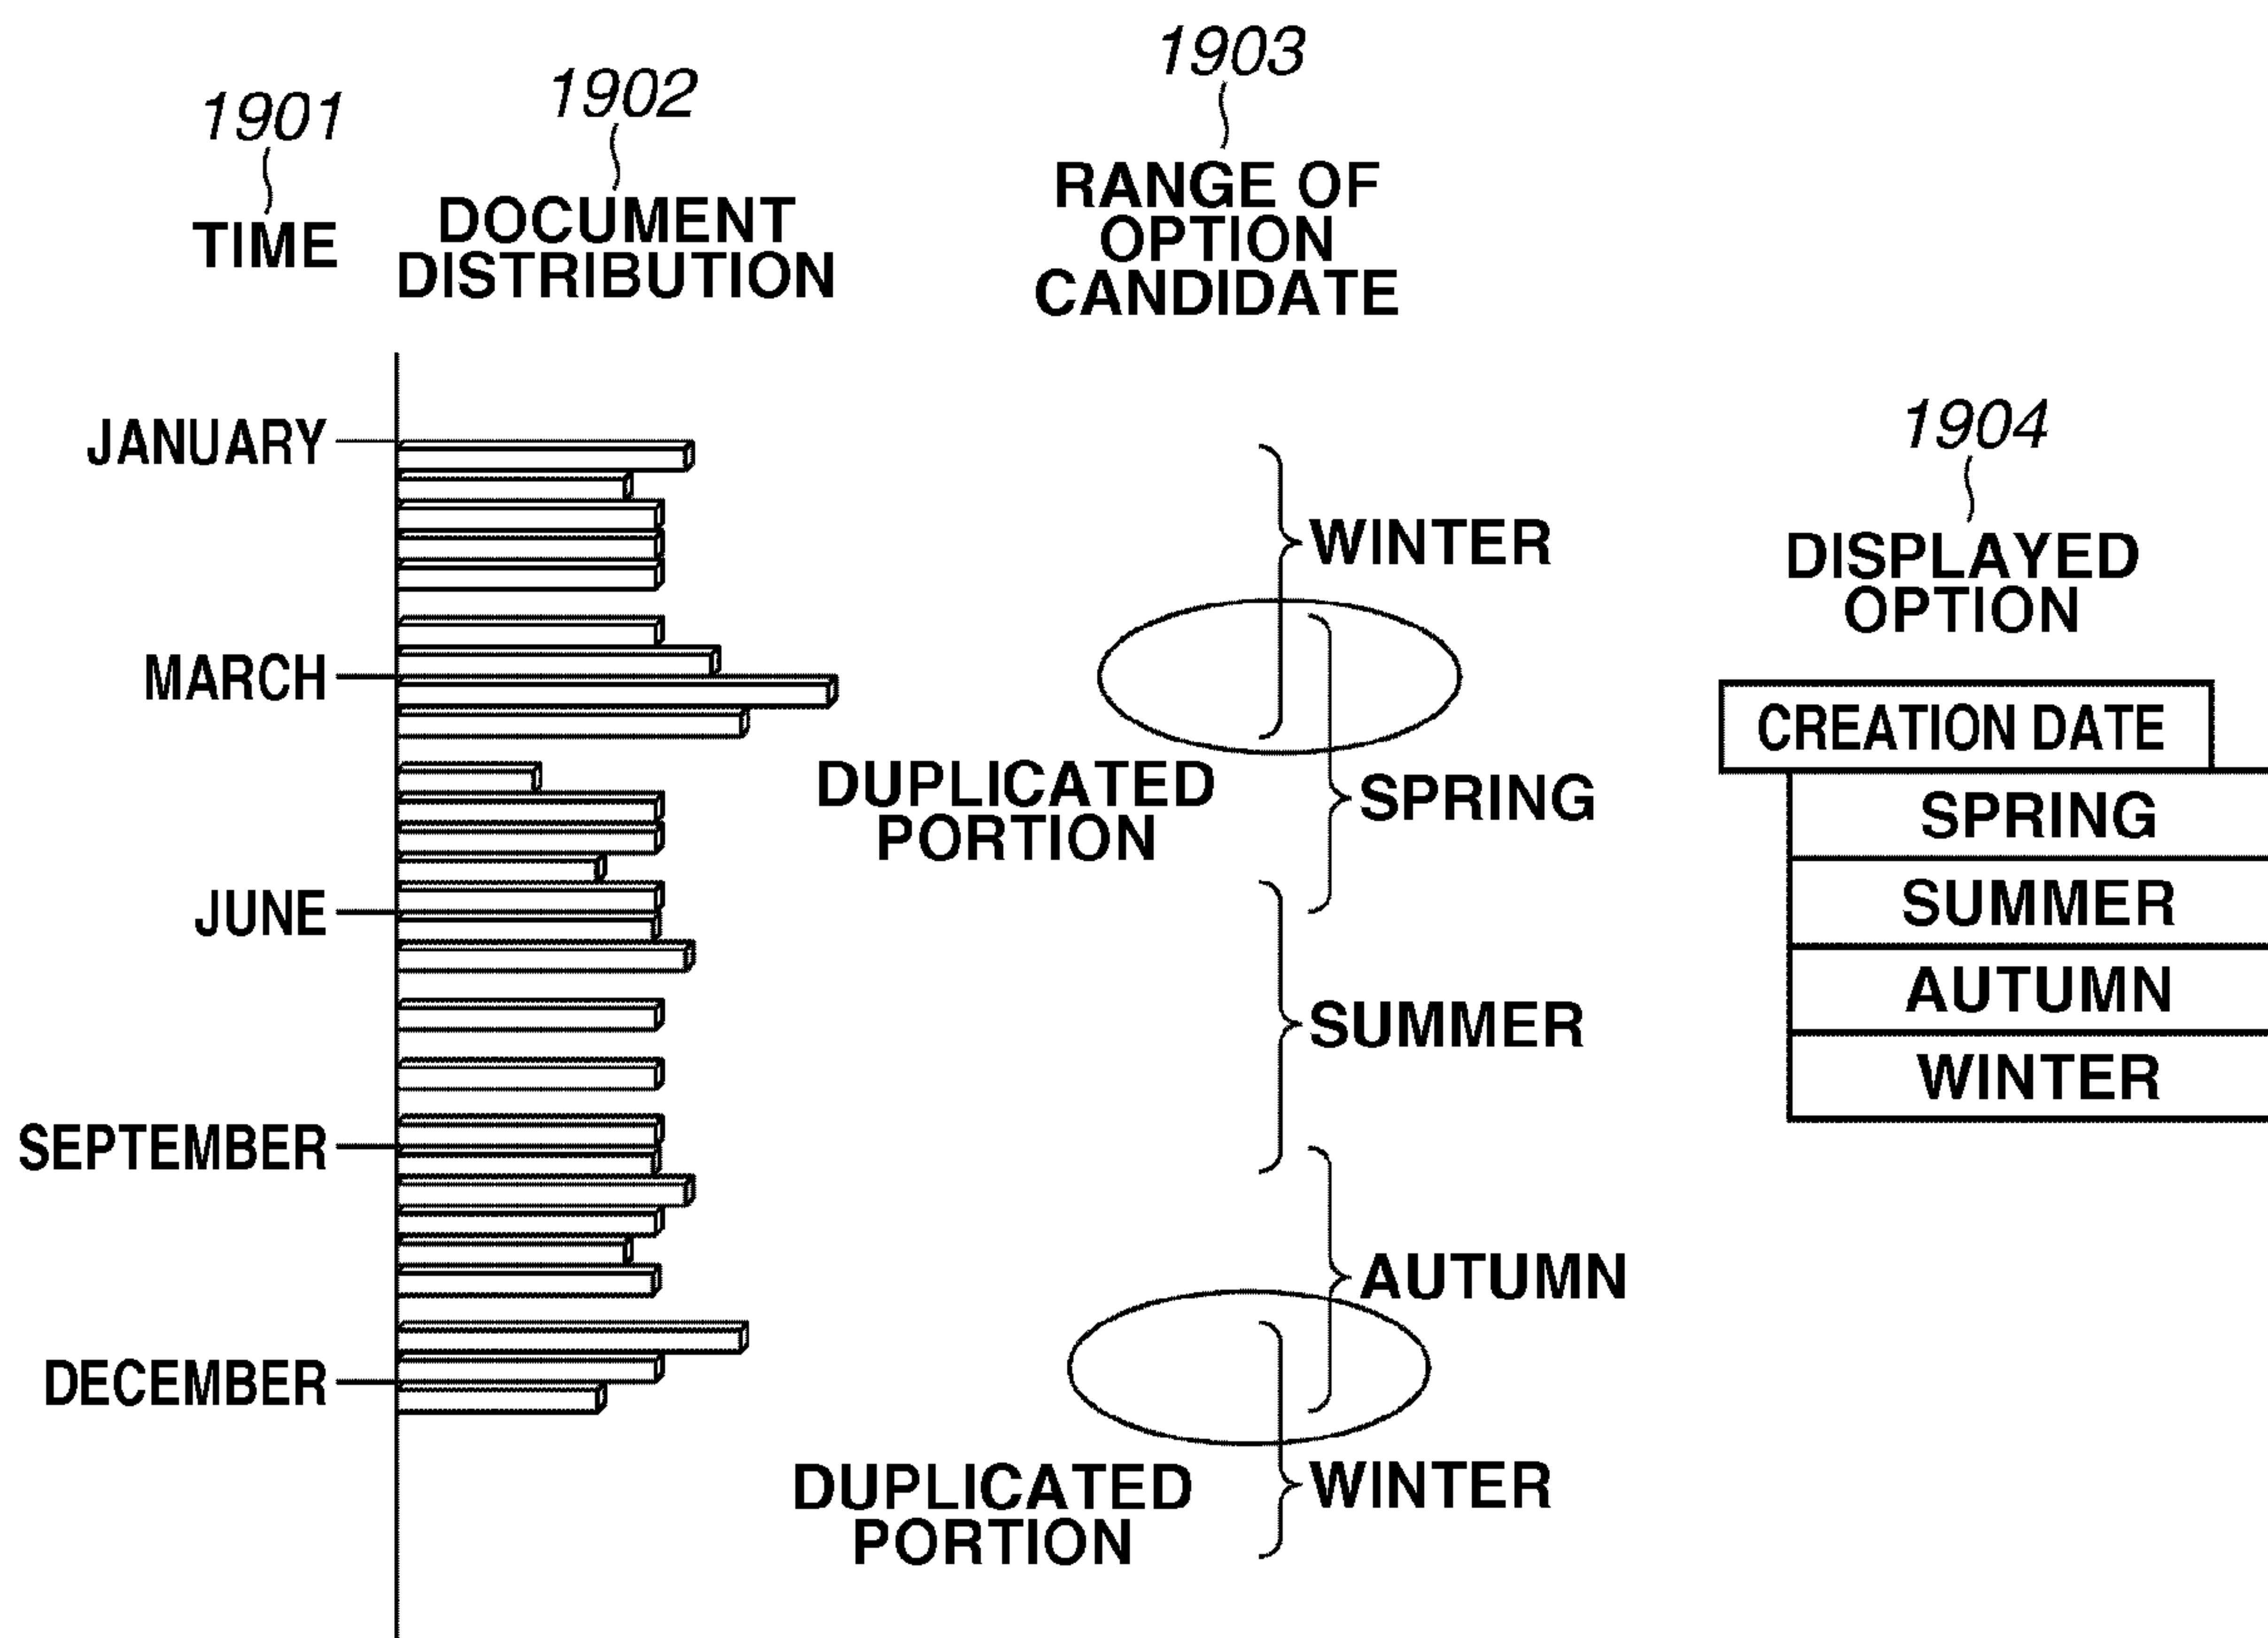 1901
TIME
1902
DOCUMENT
DISTRIBUTION
1903
RANGE OF
OPTION
CANDIDATE
JANUARY
MARCH
JUNE
SEPTEMBER
DECEMBER
WINTER
DUPLICATED
PORTION
SPRING
SUMMER
AUTUMN
DUPLICATED
PORTION
WINTER
1904
DISPLAYED
OPTION
CREATION DATE
SPRING
SUMMER
AUTUMN
WINTER